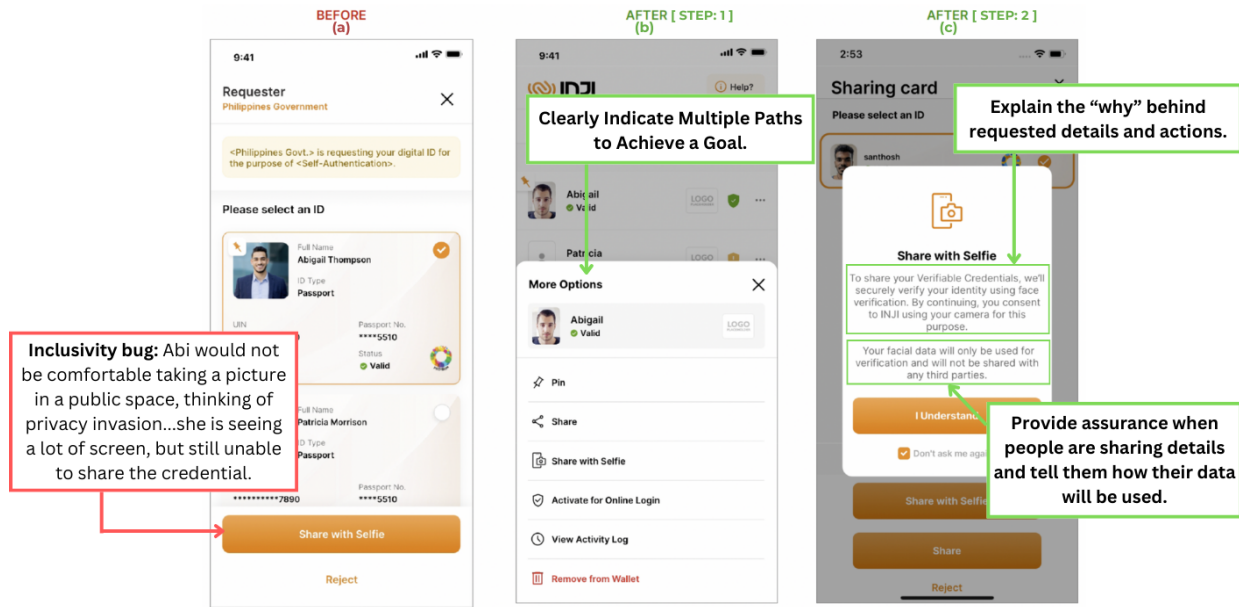 BEFORE
(a)
9:41
Requester
Philippines Government
<Philippines Govt.> is requesting your digital ID for
the purpose of <Self-Authentication>.
Please select an ID
Full Name
Abigail Thompson
ID Type
Passport
UIN
Passport No.
****5510
Status
Valid
Full Name
Patricia Morrison
ID Type
Passport
Passport No.
**********7890
****5510
Share with Selfie
Reject
Inclusivity bug: Abi would not
be comfortable taking a picture
in a public space, thinking of
privacy invasion...she is seeing
a lot of screen, but still unable
to share the credential.
AFTER [ STEP: 1 ]
(b)
9:41
INJI
Help?
Clearly Indicate Multiple Paths
to Achieve a Goal.
Abigail
Valid
LOGO
Patricia
LOGO
More Options
Abigail
Valid
LOGO
Pin
Share
Share with Selfie
Activate for Online Login
View Activity Log
Remove from Wallet
AFTER [ STEP: 2 ]
(c)
2:53
Sharing card
Please select an ID
Explain the “why” behind
requested details and actions.
santhosh
Share with Selfie
To share your Verifiable Credentials, we'll
securely verify your identity using face
verification. By continuing, you consent
to INJI using your camera for this
purpose.
Your facial data will only be used for
verification and will not be shared with
any third parties.
I Understand
Don't ask me aga
Provide assurance when
people are sharing details
and tell them how their data
will be used.
Share with Selfie
Share
Reject